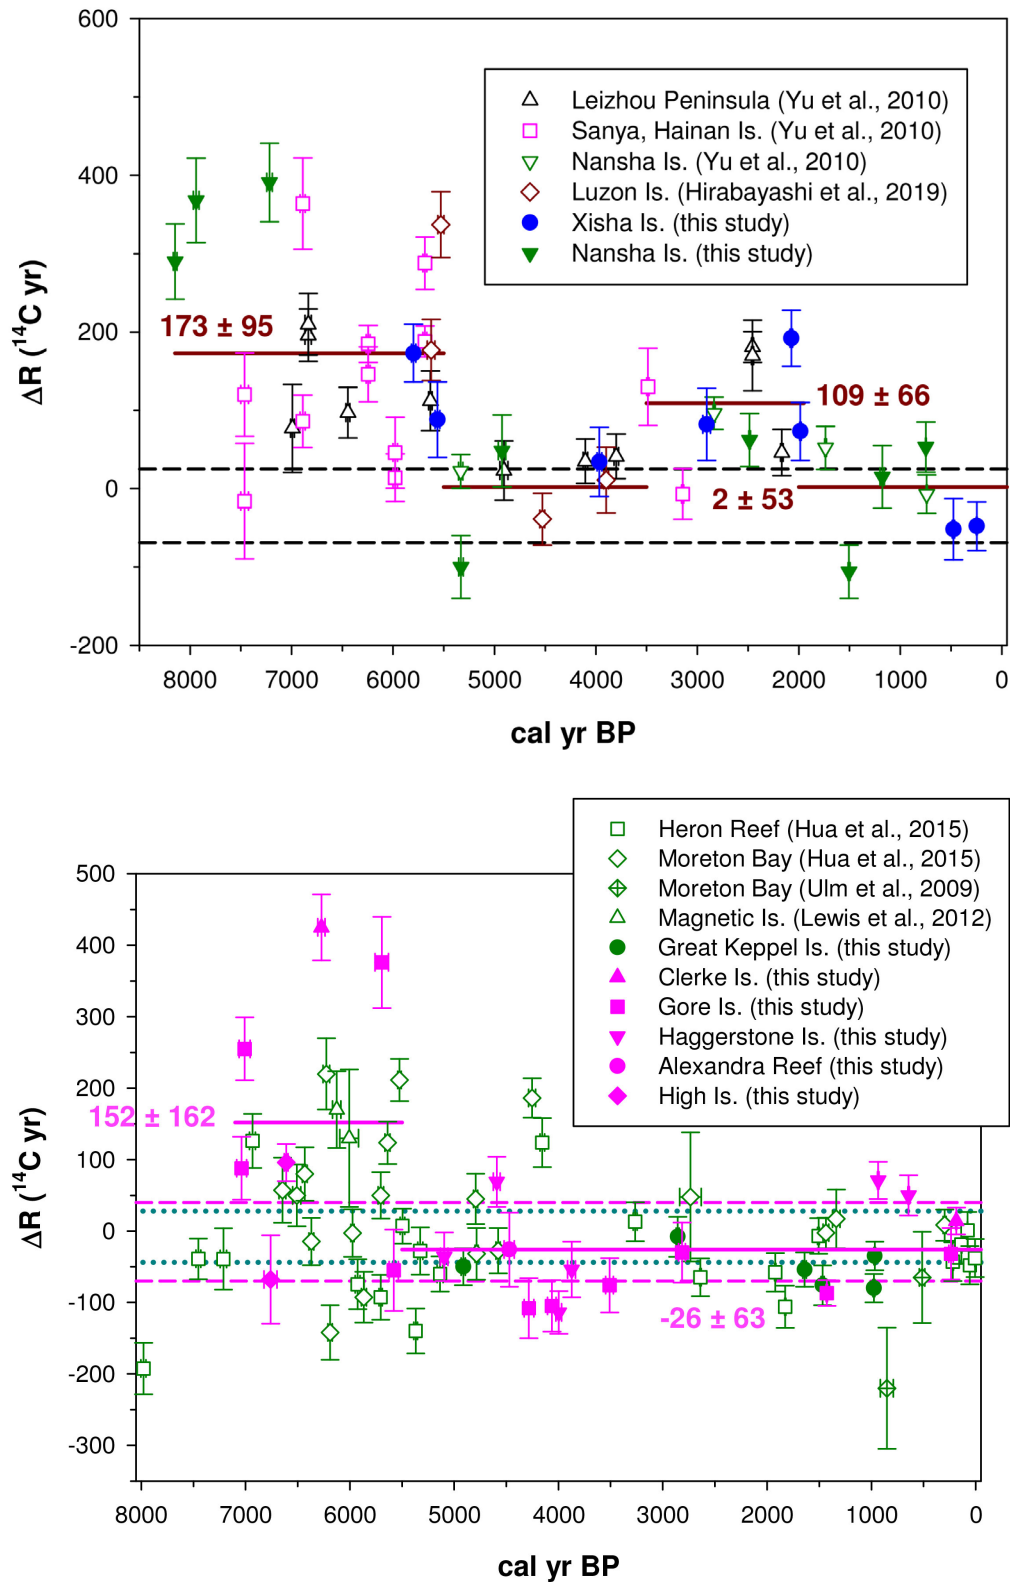 600
400
200
0
-200
ΔR (14C yr)
Leizhou Peninsula (Yu et al., 2010)
Sanya, Hainan Is. (Yu et al., 2010)
Nansha Is. (Yu et al., 2010)
Luzon Is. (Hirabayashi et al., 2019)
Xisha Is. (this study)
Nansha Is. (this study)
173 ± 95
109 ± 66
2 ± 53
8000 7000 6000 5000 4000 3000 2000 1000 0
cal yr BP
Heron Reef (Hua et al., 2015)
Moreton Bay (Hua et al., 2015)
Moreton Bay (Ulm et al., 2009)
Magnetic Is. (Lewis et al., 2012)
Great Keppel Is. (this study)
Clerke Is. (this study)
Gore Is. (this study)
Haggerstone Is. (this study)
Alexandra Reef (this study)
High Is. (this study)
500
400
300
200
100
0
-100
-200
-300
ΔR (14C yr)
152 ± 162
-26 ± 63
8000 7000 6000 5000 4000 3000 2000 1000 0
cal yr BP